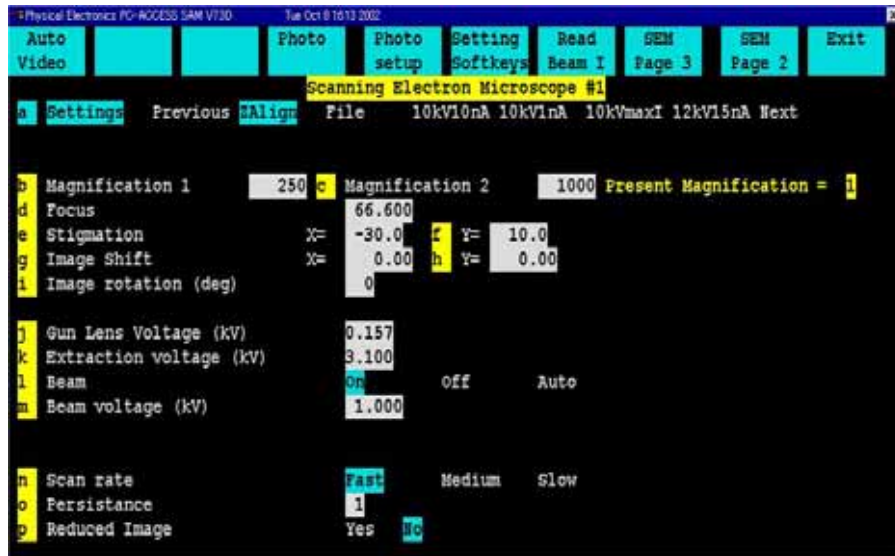 Physical Electronics PC-ACCESS SAM V7.3D Tue Oct 8 16:13 2002
Auto Video Photo Photo setup Setting Softkeys Read Beam I SEM Page 3 SEM Page 2 Exit
Scanning Electron Microscope #1
a Settings Previous ZAlign File 10kV10nA 10kV1nA 10kVmaxI 12kV15nA Next
b Magnification 1 250 c Magnification 2 1000 Present Magnification = 1
d Focus 66.600
e Stigmation X= -30.0 f Y= 10.0
g Image Shift X= 0.00 h Y= 0.00
i Image rotation (deg) 0
j Gun Lens Voltage (kV) 0.157
k Extraction voltage (kV) 3.100
l Beam On Off Auto
m Beam voltage (kV) 1.000
n Scan rate Fast Medium Slow
o Persistance 1
p Reduced Image Yes No